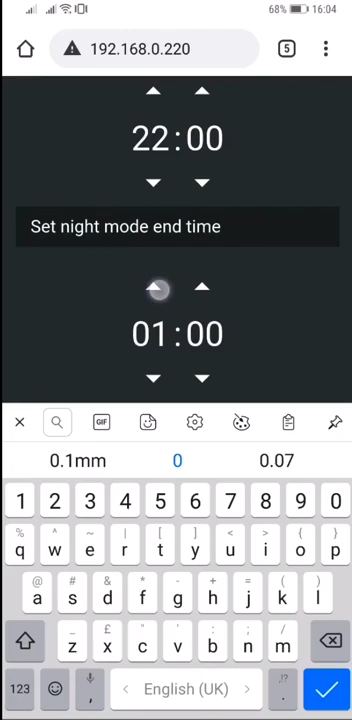 68% 16:04
192.168.0.220 5
22:00
Set night mode end time
01:00
GIF
0.1mm 0 0.07
1 2 3 4 5 6 7 8 9 0
% ^ ~ | [ ] < > { }
q w e r t y u i o p
@ # & * - + = ( )
a s d f g h j k l
_ £ " ' : ; /
z x c v b n m
123 , < English (UK) > ,!? .